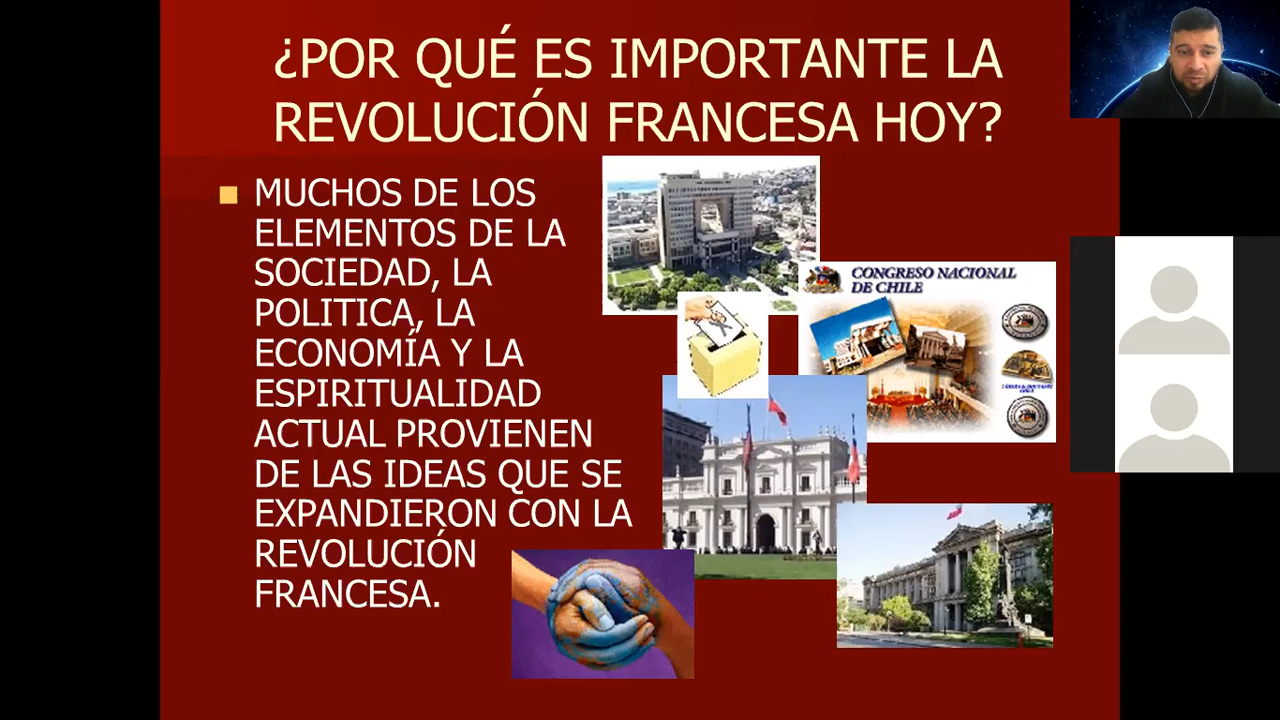 ¿POR QUÉ ES IMPORTANTE LA
REVOLUCIÓN FRANCESA HOY?
MUCHOS DE LOS
ELEMENTOS DE LA
SOCIEDAD, LA
POLITICA, LA
ECONOMÍA Y LA
ESPIRITUALIDAD
ACTUAL PROVIENEN
DE LAS IDEAS QUE SE
EXPANDIERON CON LA
REVOLUCIÓN
FRANCESA.
CONGRESO NACIONAL
DE CHILE